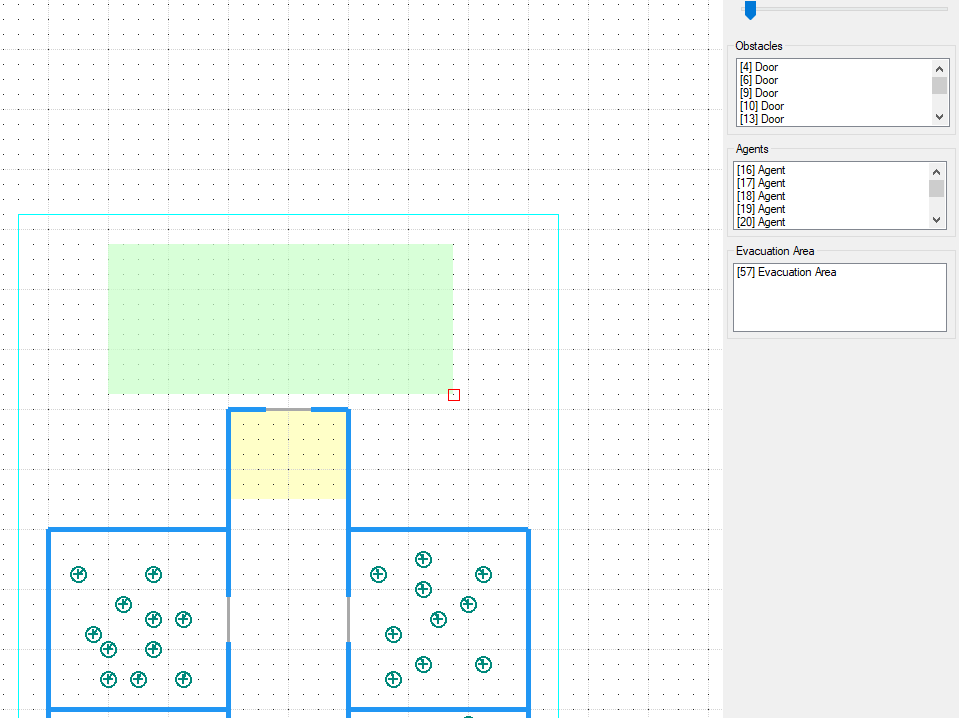 Obstacles
[4] Door
[6] Door
[9] Door
[10] Door
[13] Door
Agents
[16] Agent
[17] Agent
[18] Agent
[19] Agent
[20] Agent
Evacuation Area
[57] Evacuation Area